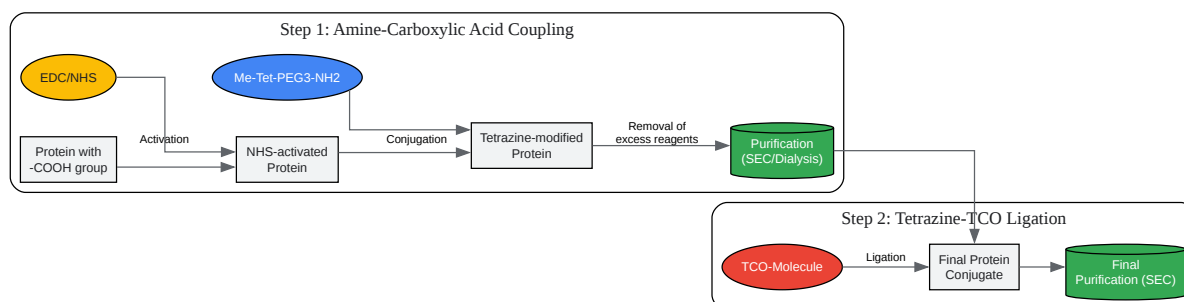 Step 1: Amine-Carboxylic Acid Coupling
EDC/NHS
Me-Tet-PEG3-NH2
Activation
Protein with
-COOH group
NHS-activated
Protein
Conjugation
Tetrazine-modified
Protein
Removal of
excess reagents
Purification
(SEC/Dialysis)
Step 2: Tetrazine-TCO Ligation
TCO-Molecule
Ligation
Final Protein
Conjugate
Final
Purification (SEC)